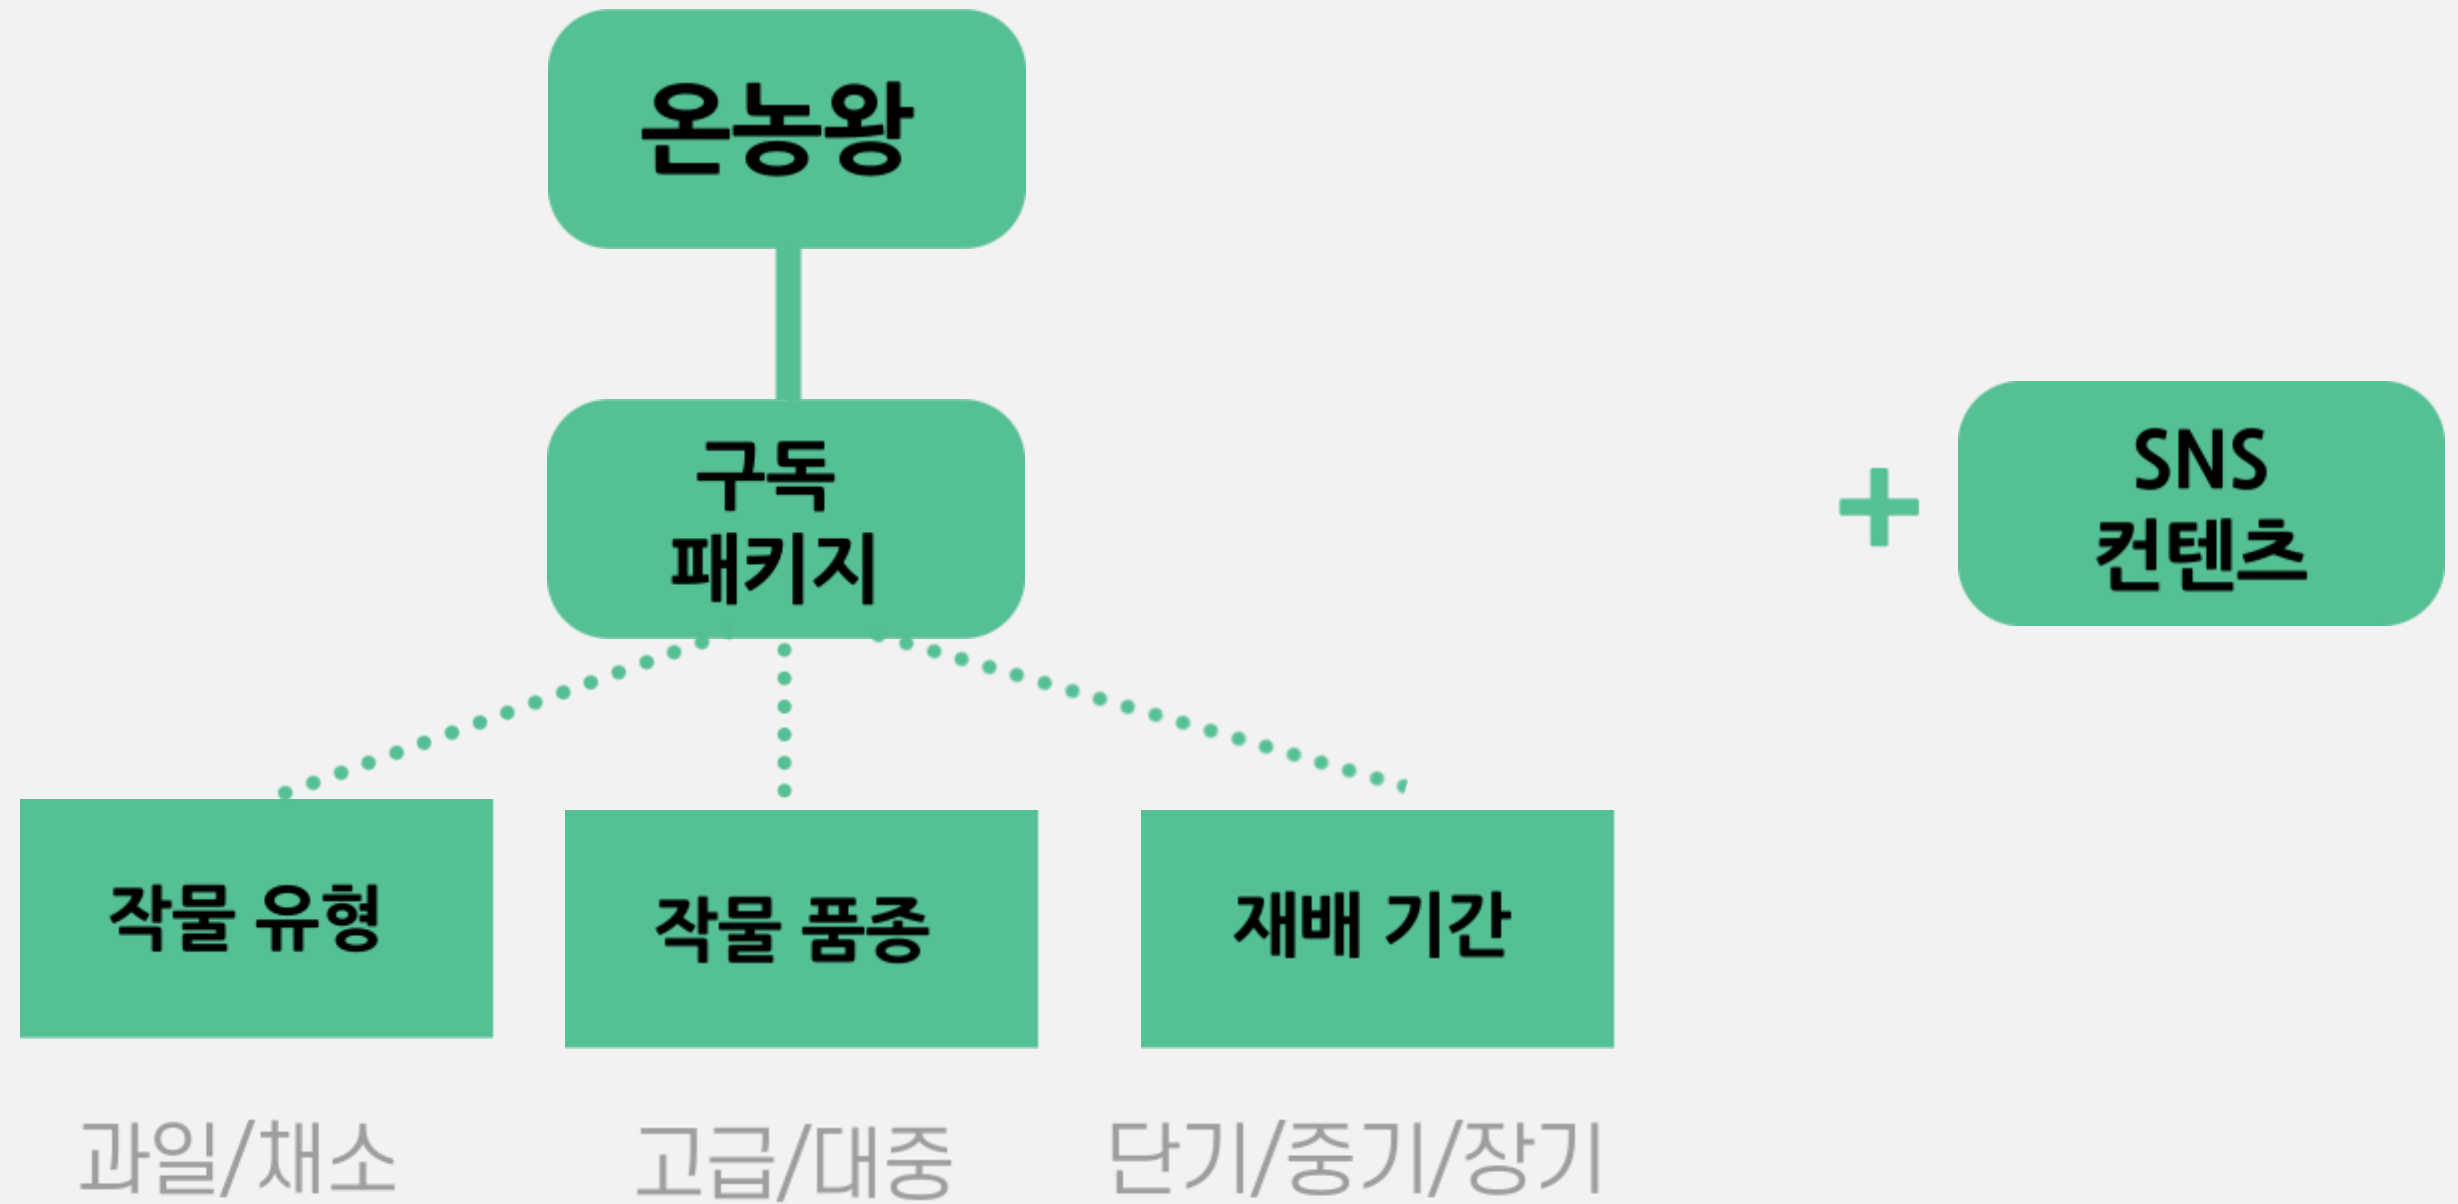 온농왕
구독
패키지
+
SNS
컨텐츠
작물 유형
작물 품종
재배 기간
과일/채소
고급/대중
단기/중기/장기